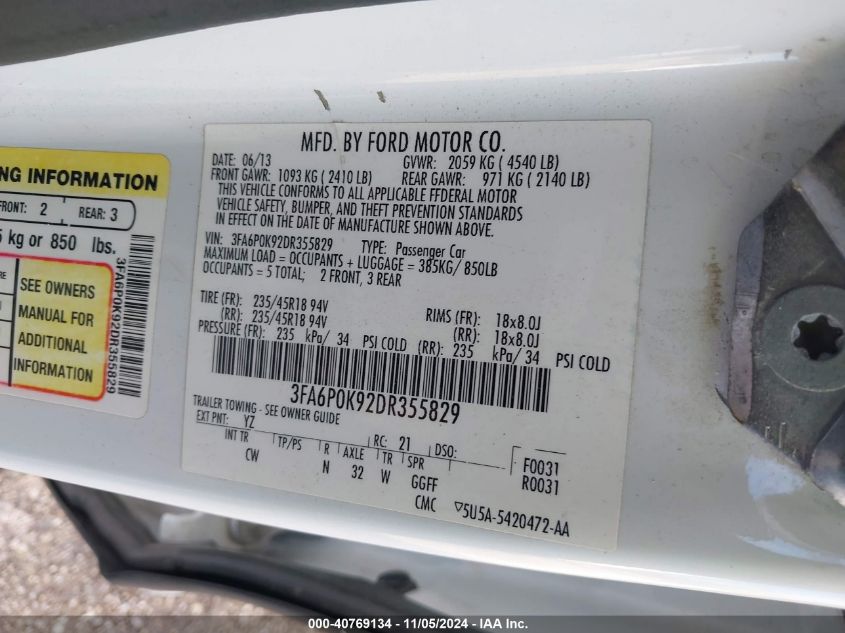 NG INFORMATION
FRONT: 2 REAR: 3
kg or 850 lbs.
SEE OWNERS
MANUAL FOR
ADDITIONAL
INFORMATION
3FA6P0K92DR355829
MFD. BY FORD MOTOR CO.
DATE: 06/13 GVWR: 2059 KG ( 4540 LB)
FRONT GAWR: 1093 KG ( 2410 LB) REAR GAWR: 971 KG ( 2140 LB)
THIS VEHICLE CONFORMS TO ALL APPLICABLE FFDERAL MOTOR
VEHICLE SAFETY, BUMPER, AND THEFT PREVENTION STANDARDS
IN EFFECT ON THE DATE OF MANUFACTURE SHOWN ABOVE.
VIN: 3FA6P0K92DR355829 TYPE: Passenger Car
MAXIMUM LOAD = OCCUPANTS + LUGGAGE = 385KG/ 850LB
OCCUPANTS = 5 TOTAL; 2 FRONT, 3 REAR
TIRE (FR): 235/45R18 94V RIMS (FR): 18x8.0J
(RR): 235/45R18 94V (RR): 18x8.0J
PRESSURE (FR): 235 kPa/ 34 PSI COLD (RR): 235 kPa/ 34 PSI COLD
3FA6P0K92DR355829
TRAILER TOWING - SEE OWNER GUIDE
EXT PNT: YZ RC: 21 DSO: F0031
INT TR TP/PS R AXLE TR SPR R0031
CW N 32 W GGFF
CMC ▽5U5A-5420472-AA
000-40769134 - 11/05/2024 - IAA Inc.